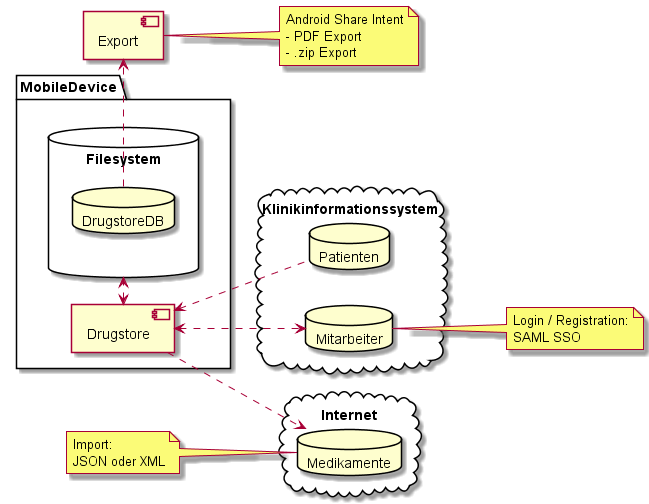 Export
Android Share Intent
- PDF Export
- .zip Export
MobileDevice
Filesystem
DrugstoreDB
Drugstore
Klinikinformationssystem
Patienten
Mitarbeiter
Login / Registration:
SAML SSO
Internet
Medikamente
Import:
JSON oder XML